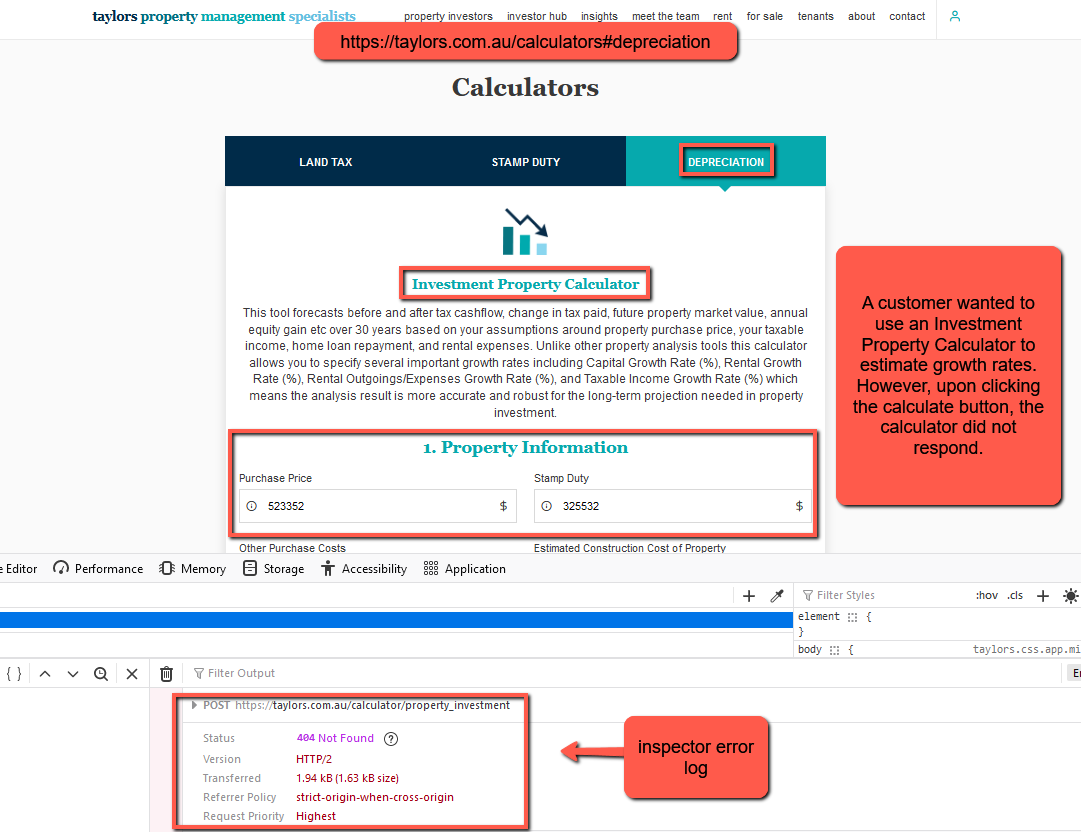 taylors property management specialists
property investors investor hub insights meet the team rent for sale tenants about contact
https://taylors.com.au/calculators#depreciation
Calculators
LAND TAX STAMP DUTY DEPRECIATION
Investment Property Calculator
This tool forecasts before and after tax cashflow, change in tax paid, future property market value, annual
equity gain etc over 30 years based on your assumptions around property purchase price, your taxable
income, home loan repayment, and rental expenses. Unlike other property analysis tools this calculator
allows you to specify several important growth rates including Capital Growth Rate (%), Rental Growth
Rate (%), Rental Outgoings/Expenses Growth Rate (%), and Taxable Income Growth Rate (%) which
means the analysis result is more accurate and robust for the long-term projection needed in property
investment.
A customer wanted to
use an Investment
Property Calculator to
estimate growth rates.
However, upon clicking
the calculate button, the
calculator did not
respond.
1. Property Information
Purchase Price Stamp Duty
523352 $ 325532 $
Other Purchase Costs Estimated Construction Cost of Property
e Editor Performance Memory Storage Accessibility Application
Filter Styles :hov .cls
element {
}
body { taylors.css.app.mi
{ } Filter Output Er
POST https://taylors.com.au/calculator/property_investment
Status 404 Not Found ?
Version HTTP/2
Transferred 1.94 kB (1.63 kB size)
Referrer Policy strict-origin-when-cross-origin
Request Priority Highest
inspector error
log